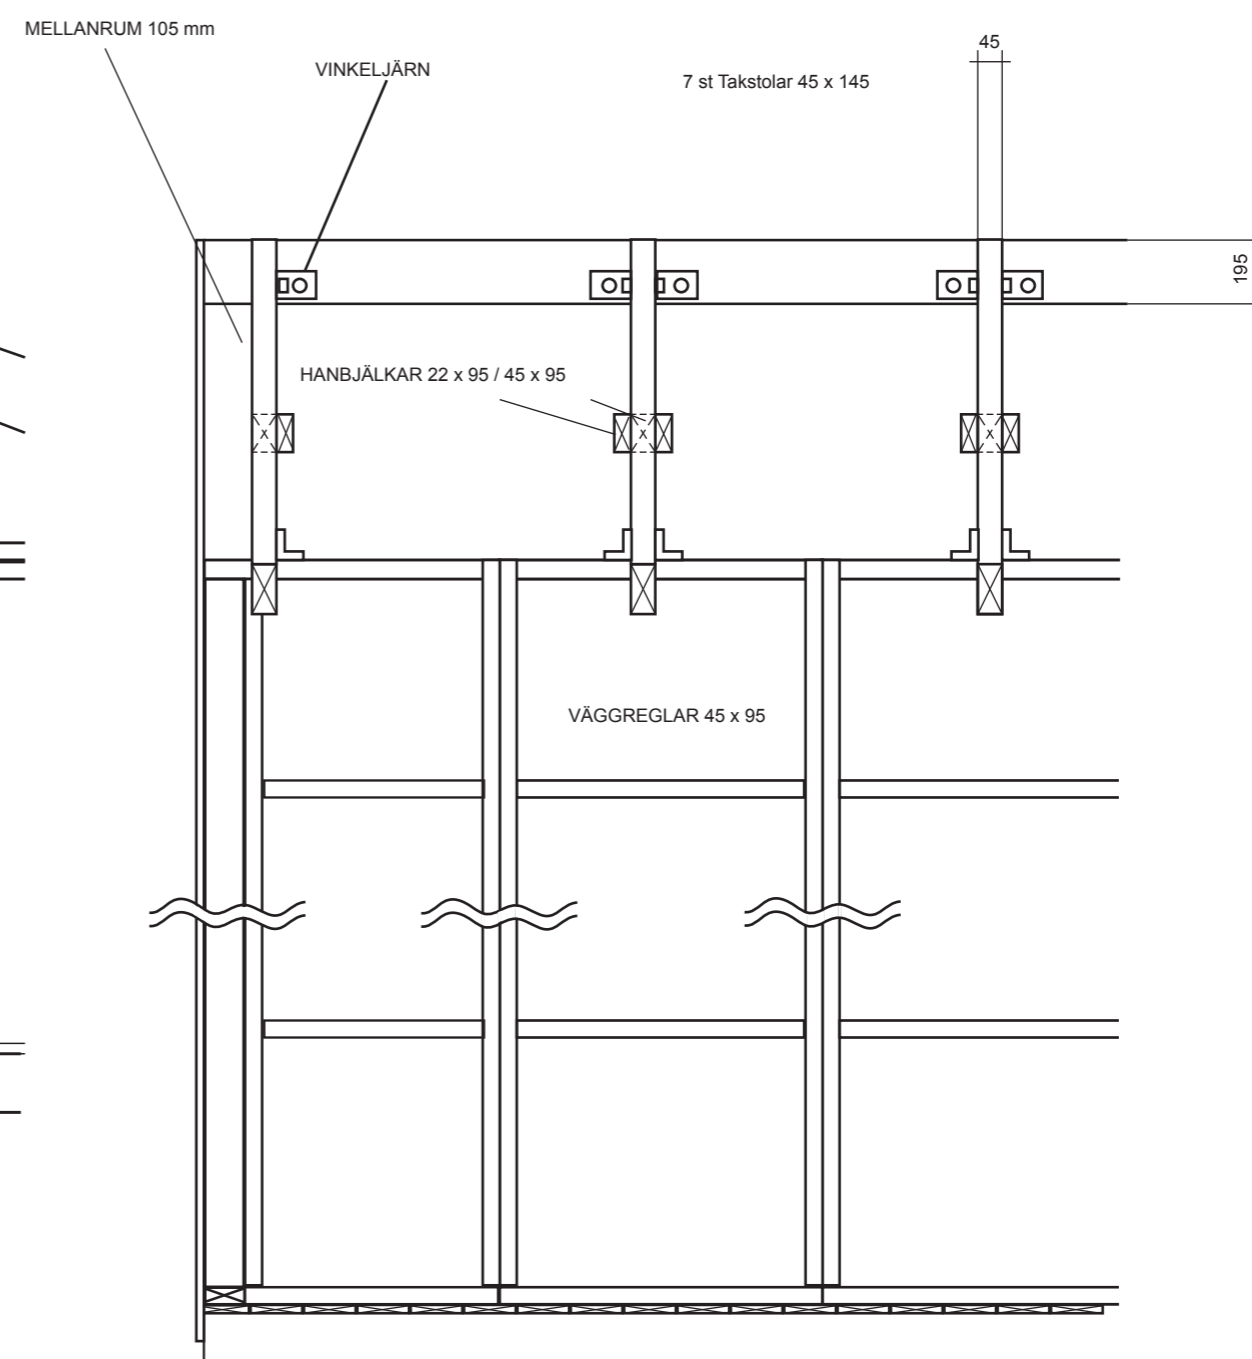 MELLANRUM 105 mm
VINKELJÄRN
7 st Takstolar 45 x 145
45
195
HANBJÄLKAR 22 x 95 / 45 x 95
x
x
x
VÄGGREGLAR 45 x 95